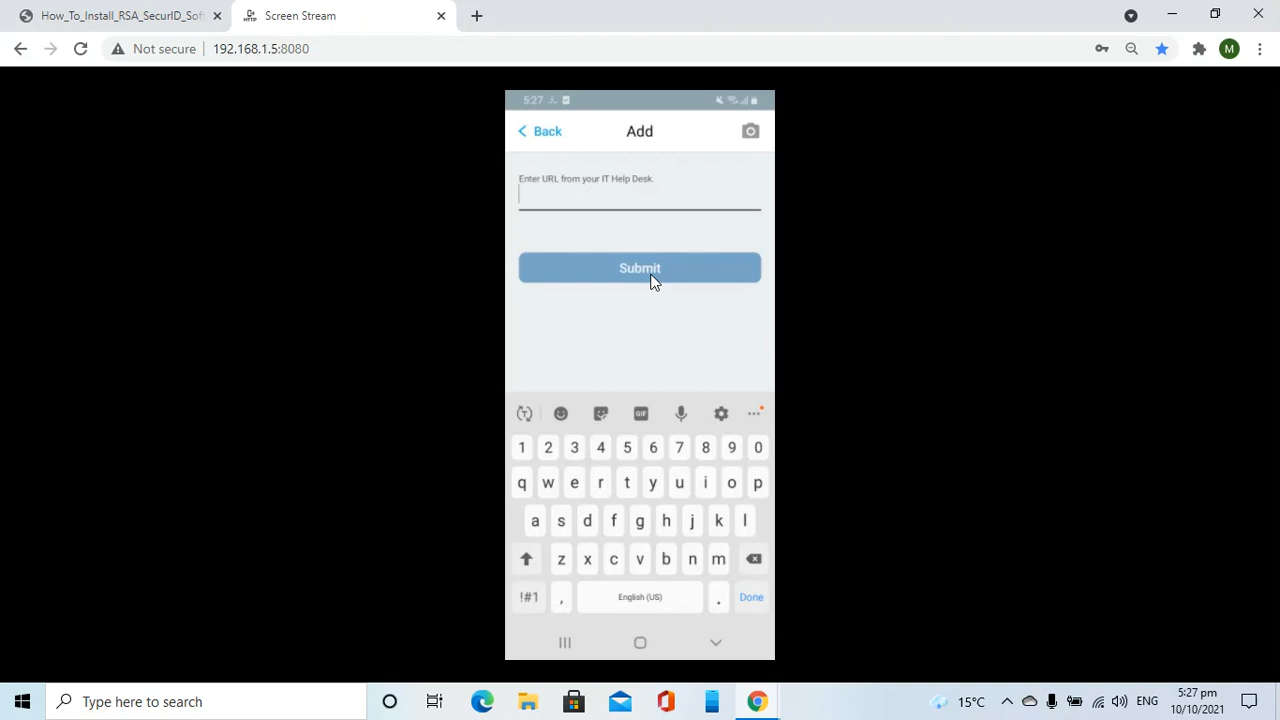 How_To_Install_RSA_SecurID_Sof
HTTP Screen Stream
Not secure 192.168.1.5:8080
M
5:27
Back Add
Enter URL from your IT Help Desk.
Submit
T GIF
1 2 3 4 5 6 7 8 9 0
q w e r t y u i o p
a s d f g h j k l
z x c v b n m
!#1 , English (US) . Done
Type here to search
15°C ENG 5:27 pm
10/10/2021